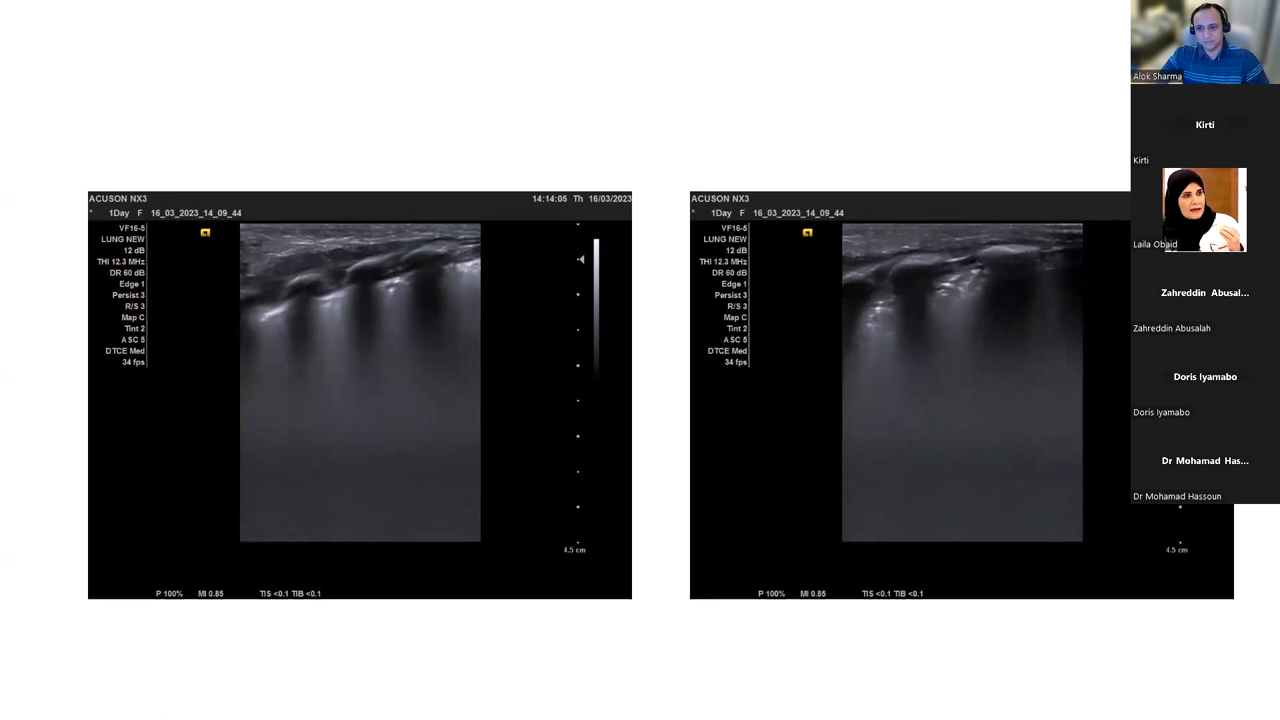 ACUSON NX3
14:14:05 Th 16/03/2023
* 1Day F 16_03_2023_14_09_44
VF16-5
LUNG NEW
12 dB
THI 12.3 MHz
DR 60 dB
Edge 1
Persist 3
R/S 3
Map C
Tint 2
ASC 5
DTCE Med
34 fps
4.5 cm
P 100% MI 0.85 TIS <0.1 TIB <0.1
ACUSON NX3
* 1Day F 16_03_2023_14_09_44
VF16-5
LUNG NEW
12 dB
THI 12.3 MHz
DR 60 dB
Edge 1
Persist 3
R/S 3
Map C
Tint 2
ASC 5
DTCE Med
34 fps
4.5 cm
P 100% MI 0.85 TIS <0.1 TIB <0.1
Alok Sharma
Kirti
Kirti
Laila Obaid
Zahreddin Abusal...
Zahreddin Abusalah
Doris Iyamabo
Doris Iyamabo
Dr Mohamad Has...
Dr Mohamad Hassoun